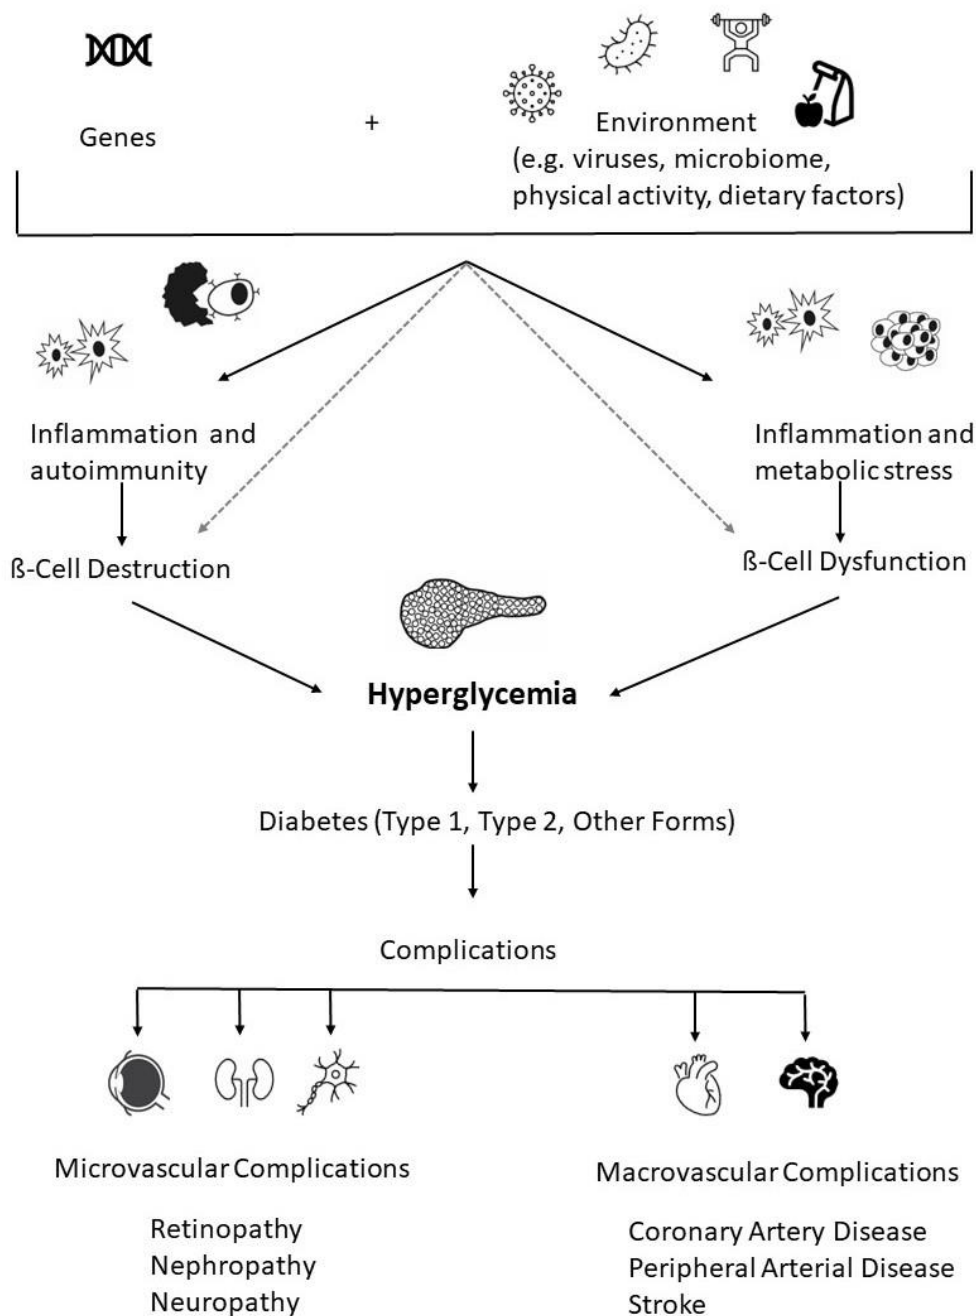 Genes
+
Environment
(e.g. viruses, microbiome,
physical activity, dietary factors)
Inflammation and
autoimmunity
Inflammation and
metabolic stress
ß-Cell Destruction
ß-Cell Dysfunction
Hyperglycemia
Diabetes (Type 1, Type 2, Other Forms)
Complications
Microvascular Complications
Retinopathy
Nephropathy
Neuropathy
Macrovascular Complications
Coronary Artery Disease
Peripheral Arterial Disease
Stroke